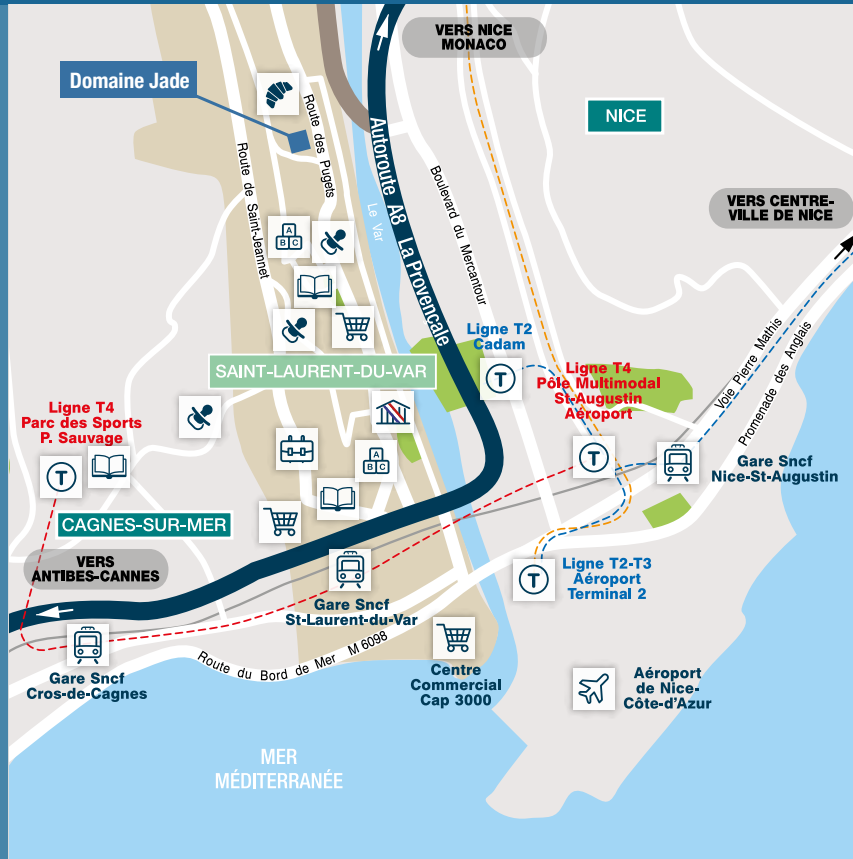 VERS NICE
MONACO
Domaine Jade
NICE
Route des Pugets
Autoroute A8 La Provençale
Route de Saint-Jeannet
Boulevard du Mercantour
VERS CENTRE-
VILLE DE NICE
Le Var
A
B C
Ligne T2
Cadam
T
Voie Pierre Mathis
Promenade des Anglais
SAINT-LAURENT-DU-VAR
Ligne T4
Pôle Multimodal
St-Augustin
Aéroport
T
Ligne T4
Parc des Sports
P. Sauvage
T
A
B C
Gare Sncf
Nice-St-Augustin
CAGNES-SUR-MER
VERS
ANTIBES-CANNES
Ligne T2-T3
Aéroport
Terminal 2
T
Gare Sncf
St-Laurent-du-Var
Route du Bord de Mer M 6098
Gare Sncf
Cros-de-Cagnes
Centre
Commercial
Cap 3000
Aéroport
de Nice-
Côte-d'Azur
MER
MÉDITERRANÉE